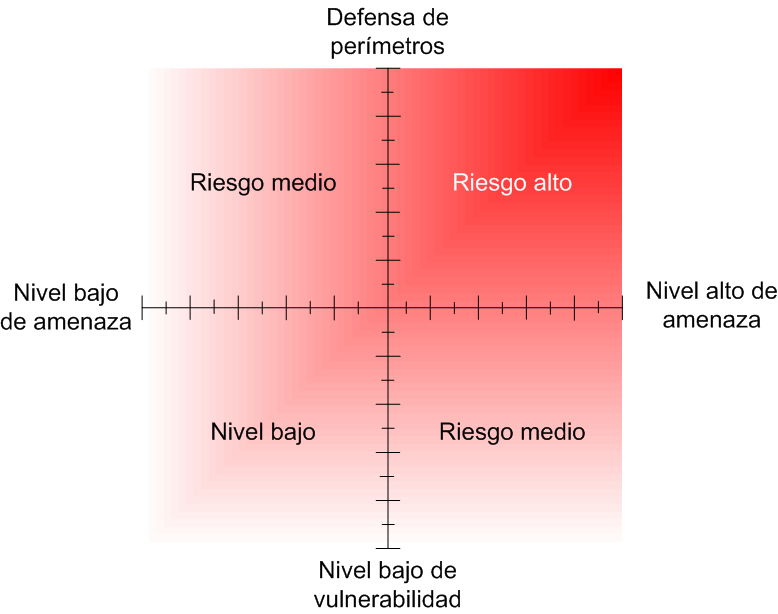 Defensa de
perímetros
Riesgo medio
Riesgo alto
Nivel bajo
de amenaza
Nivel alto de
amenaza
Nivel bajo
Riesgo medio
Nivel bajo de
vulnerabilidad